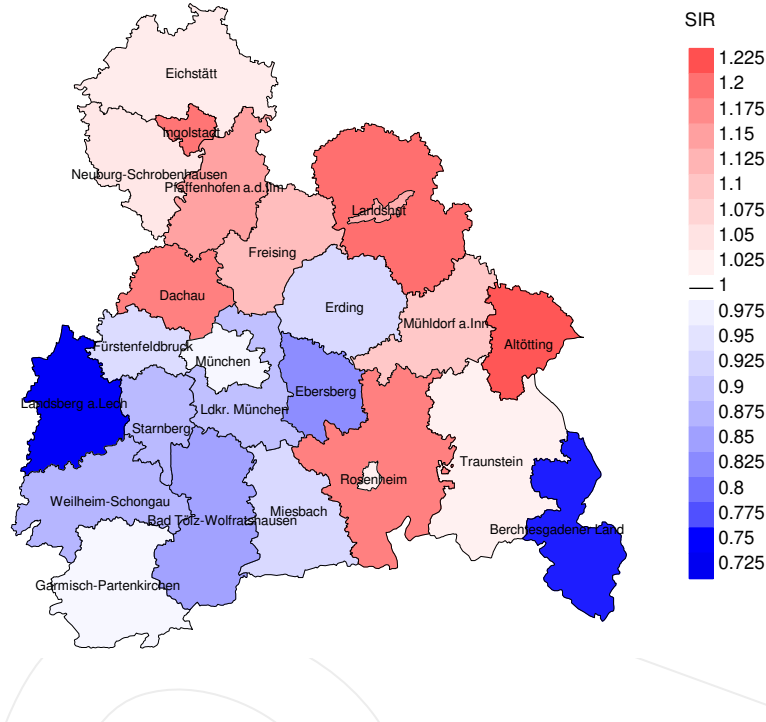 SIR
1.225
1.2
1.175
1.15
1.125
1.1
1.075
1.05
1.025
1
0.975
0.95
0.925
0.9
0.875
0.85
0.825
0.8
0.775
0.75
0.725
Eichstätt
Ingolstadt
Neuburg-Schrobenhausen
Pfaffenhofen a.d.Ilm
Landshut
Freising
Dachau
Erding
Mühldorf a.Inn
Altötting
Fürstenfeldbruck
München
Ebersberg
Landsberg a.Lech
Ldkr. München
Starnberg
Traunstein
Rosenheim
Weilheim-Schongau
Miesbach
Bad Tölz-Wolfratshausen
Berchtesgadener Land
Garmisch-Partenkirchen